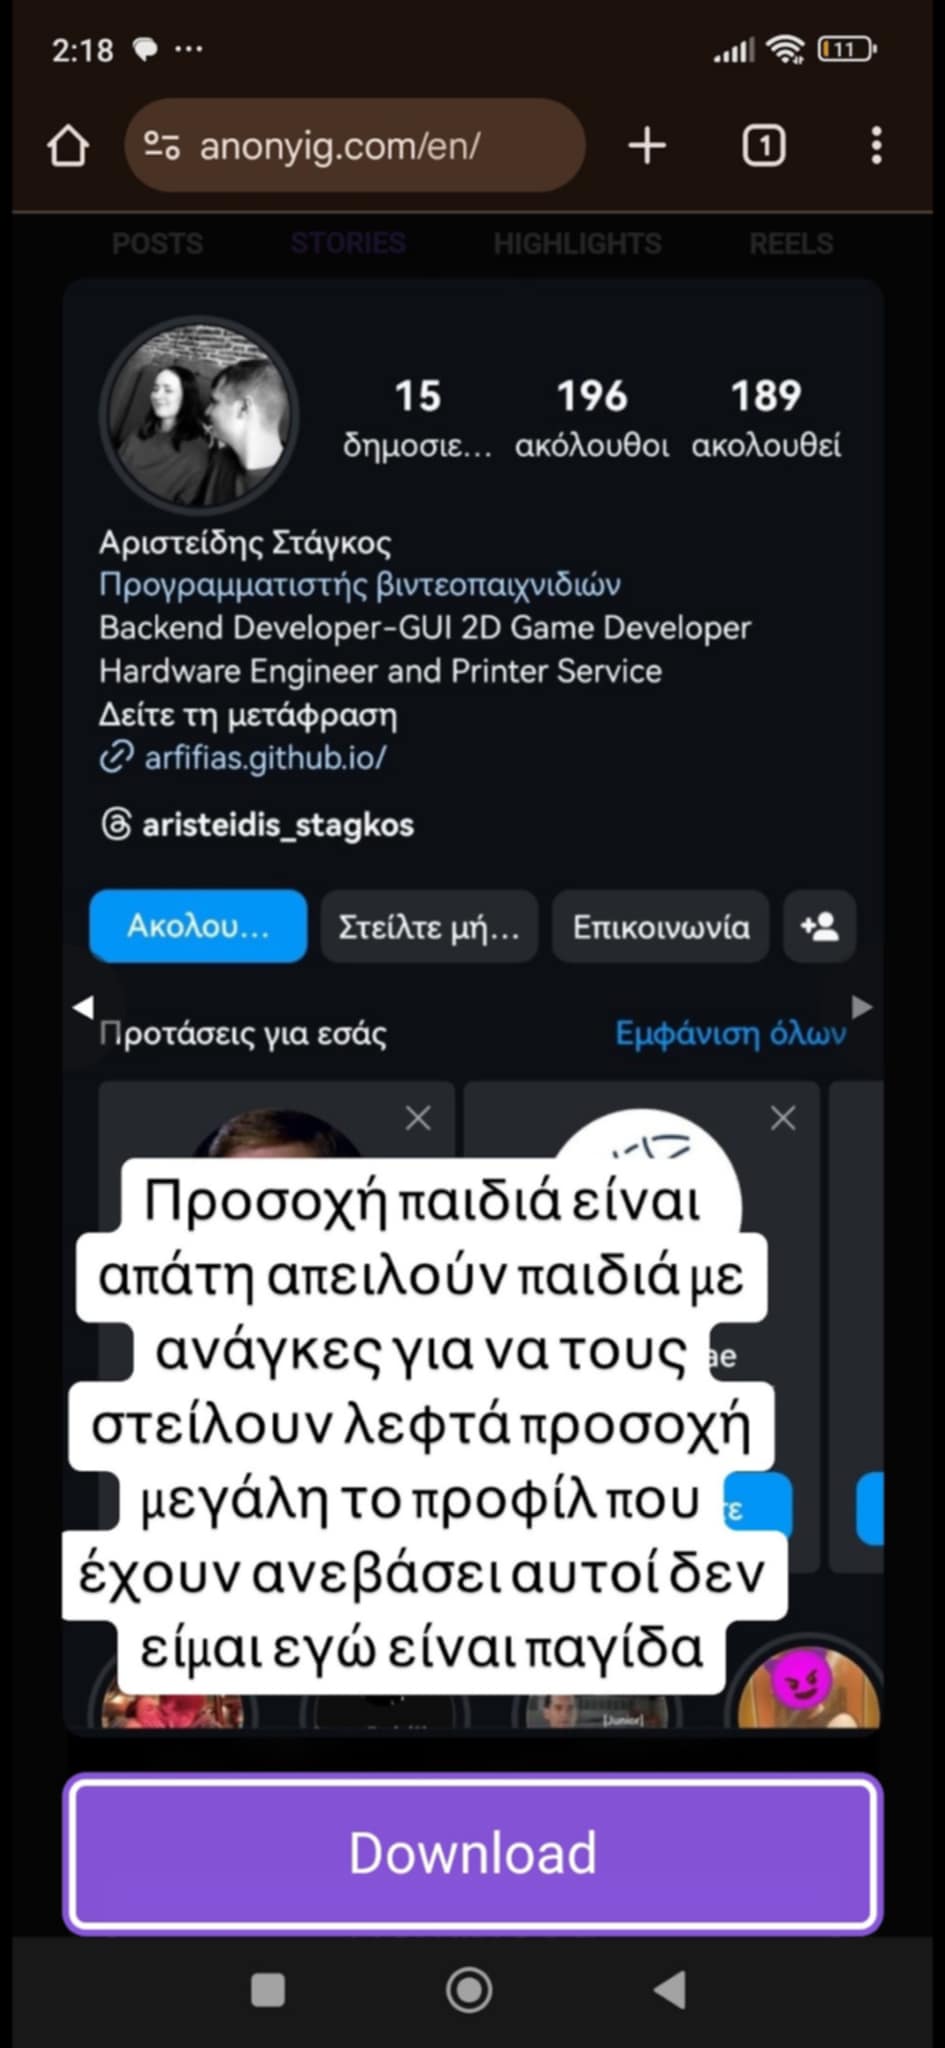 2:18
11
anonyig.com/en/
1
POSTS STORIES HIGHLIGHTS REELS
15 196 189
δημοσιε... ακόλουθοι ακολουθεί
Αριστείδης Στάγκος
Προγραμματιστής βιντεοπαιχνιδιών
Backend Developer-GUI 2D Game Developer
Hardware Engineer and Printer Service
Δείτε τη μετάφραση
arfifias.github.io/
aristeidis_stagkos
Ακολου... Στείλτε μή... Επικοινωνία
Προτάσεις για εσάς Εμφάνιση όλων
Προσοχή παιδιά είναι
απάτη απειλούν παιδιά με
ανάγκες για να τους
στείλουν λεφτά προσοχή
μεγάλη το προφίλ που
έχουν ανεβάσει αυτοί δεν
είμαι εγώ είναι παγίδα
[Junior]
Download